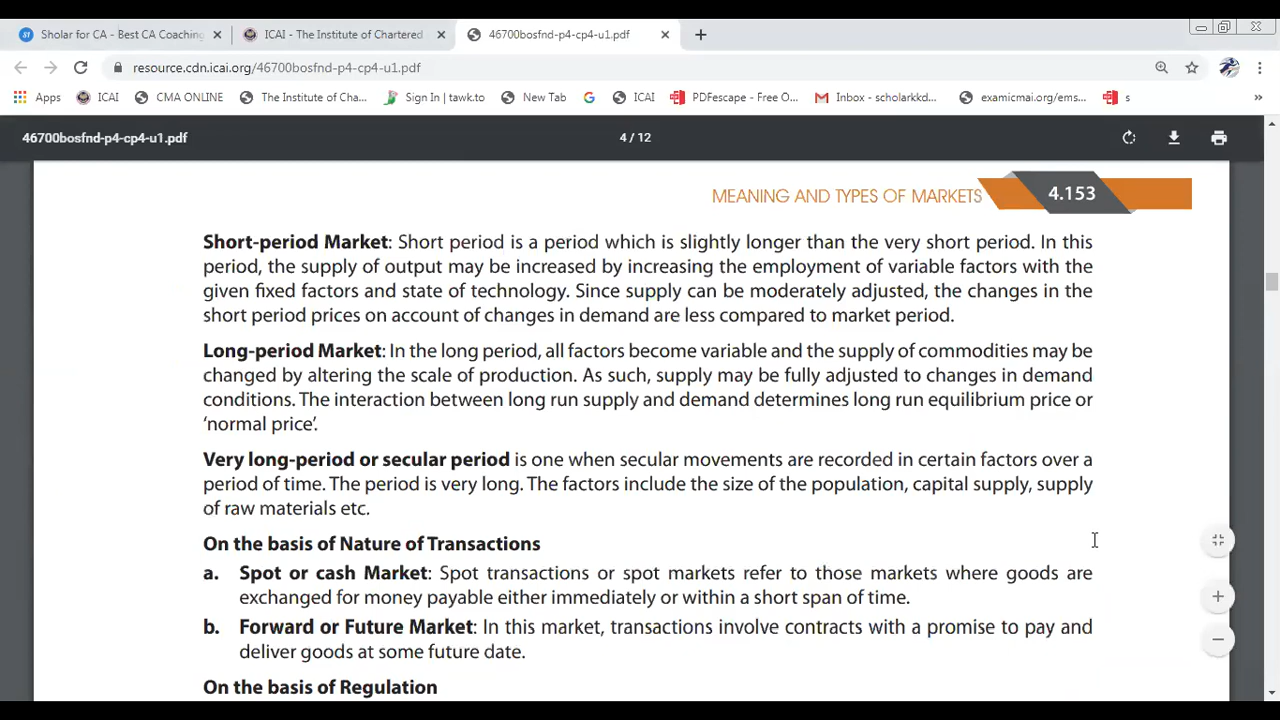 Sholar for CA - Best CA Coaching
ICAI - The Institute of Chartered
46700bosfnd-p4-cp4-u1.pdf
resource.cdn.icai.org/46700bosfnd-p4-cp4-u1.pdf
Apps ICAI CMA ONLINE The Institute of Cha... Sign In | tawk.to New Tab ICAI PDFescape - Free O... Inbox - scholarkkd... examicmai.org/ems... s »
46700bosfnd-p4-cp4-u1.pdf 4 / 12
MEANING AND TYPES OF MARKETS 4.153
Short-period Market: Short period is a period which is slightly longer than the very short period. In this
period, the supply of output may be increased by increasing the employment of variable factors with the
given fixed factors and state of technology. Since supply can be moderately adjusted, the changes in the
short period prices on account of changes in demand are less compared to market period.
Long-period Market: In the long period, all factors become variable and the supply of commodities may be
changed by altering the scale of production. As such, supply may be fully adjusted to changes in demand
conditions. The interaction between long run supply and demand determines long run equilibrium price or
‘normal price’.
Very long-period or secular period is one when secular movements are recorded in certain factors over a
period of time. The period is very long. The factors include the size of the population, capital supply, supply
of raw materials etc.
On the basis of Nature of Transactions
a. Spot or cash Market: Spot transactions or spot markets refer to those markets where goods are
exchanged for money payable either immediately or within a short span of time.
b. Forward or Future Market: In this market, transactions involve contracts with a promise to pay and
deliver goods at some future date.
On the basis of Regulation